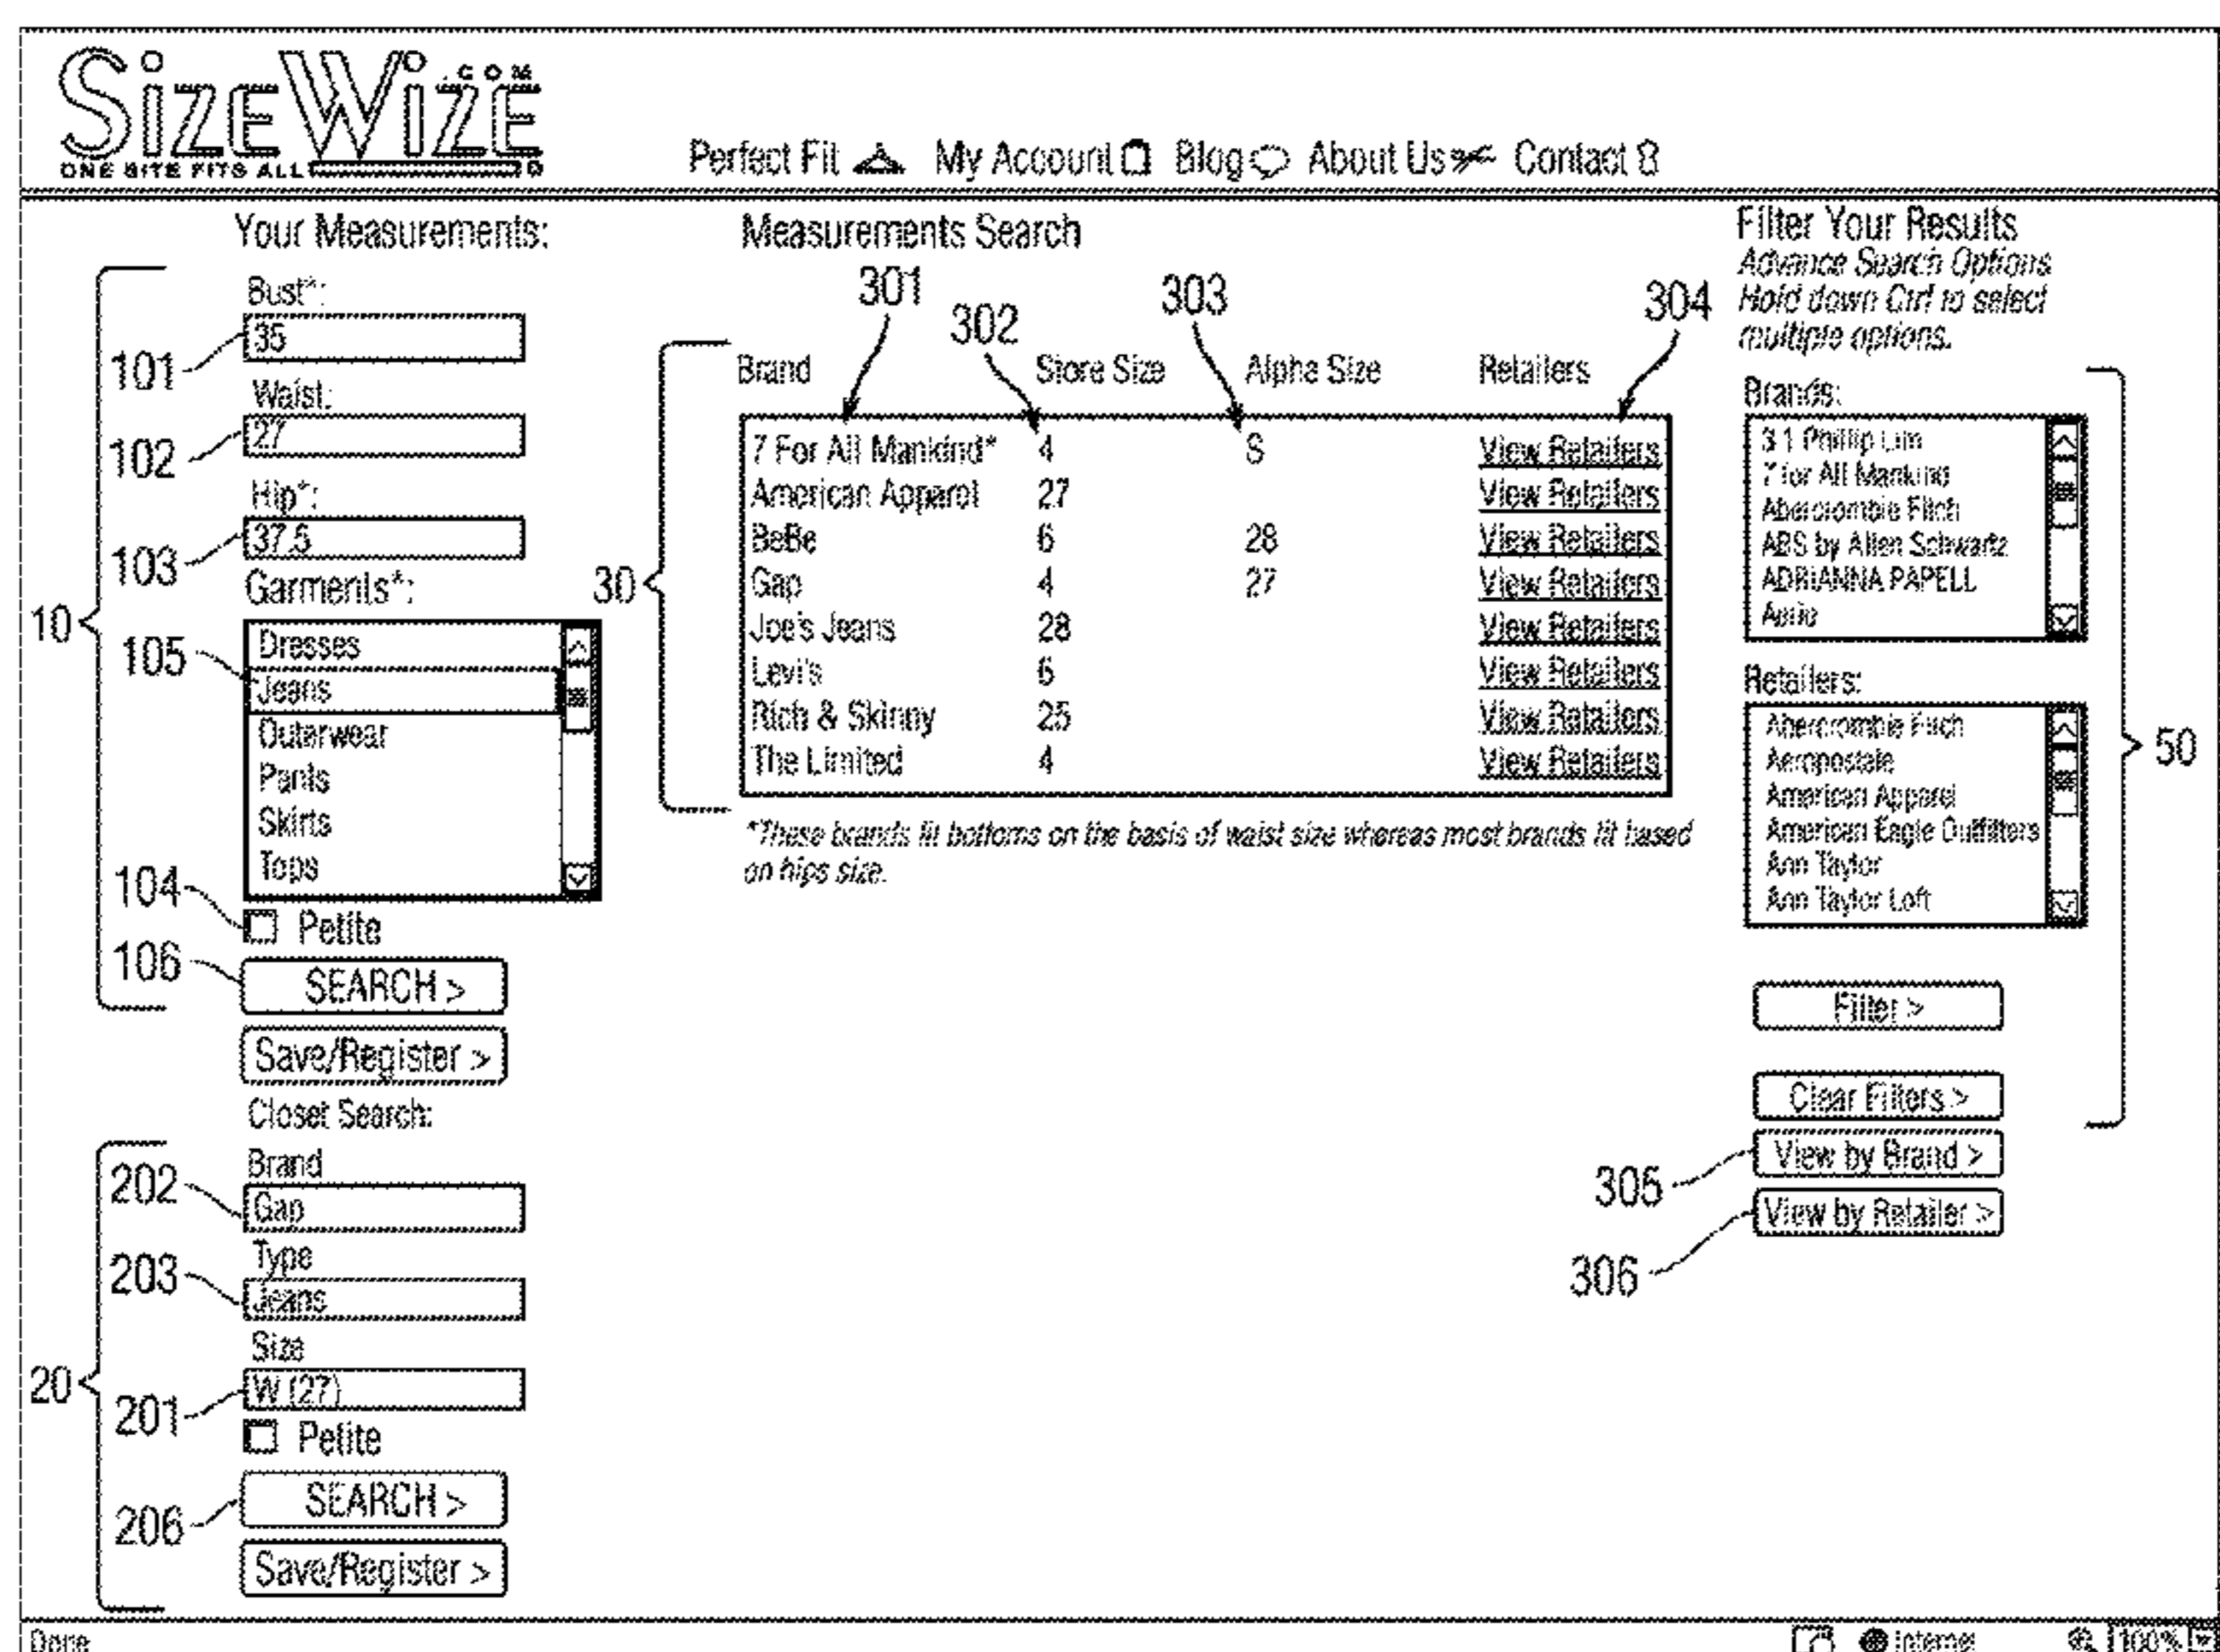 SizeWize.COM
ONE SITE FITS ALL
Perfect Fit My Account Blog About Us Contact
Your Measurements:
10
Bust*:
101 35
Waist:
102 27
Hip*:
103 37.5
Garments*:
Dresses
105 Jeans
Outerwear
Pants
Skirts
Tops
104 Petite
106 SEARCH >
Save/Register >
Closet Search:
20
Brand
202 Gap
Type
203 Jeans
Size
201 W (27)
Petite
206 SEARCH >
Save/Register >
Measurements Search
301 302 303 304
30
Brand Store Size Alpha Size Retailers
7 For All Mankind* 4 S View Retailers
American Apparel 27 View Retailers
BeBe 6 28 View Retailers
Gap 4 27 View Retailers
Joe's Jeans 28 View Retailers
Levi's 6 View Retailers
Rich & Skinny 25 View Retailers
The Limited 4 View Retailers
*These brands fit bottoms on the basis of waist size whereas most brands fit based
on hips size.
Filter Your Results
Advance Search Options
Hold down Ctrl to select
multiple options.
50
Brands:
3.1 Phillip Lim
7 for All Mankind
Abercrombie Fitch
ABS by Allen Schwartz
ADRIANNA PAPELL
Aerie
Retailers:
Abercrombie Fitch
Aeropostale
American Apparel
American Eagle Outfitters
Ann Taylor
Ann Taylor Loft
Filter >
Clear Filters >
305 View by Brand >
306 View by Retailer >
Done Internet 100%